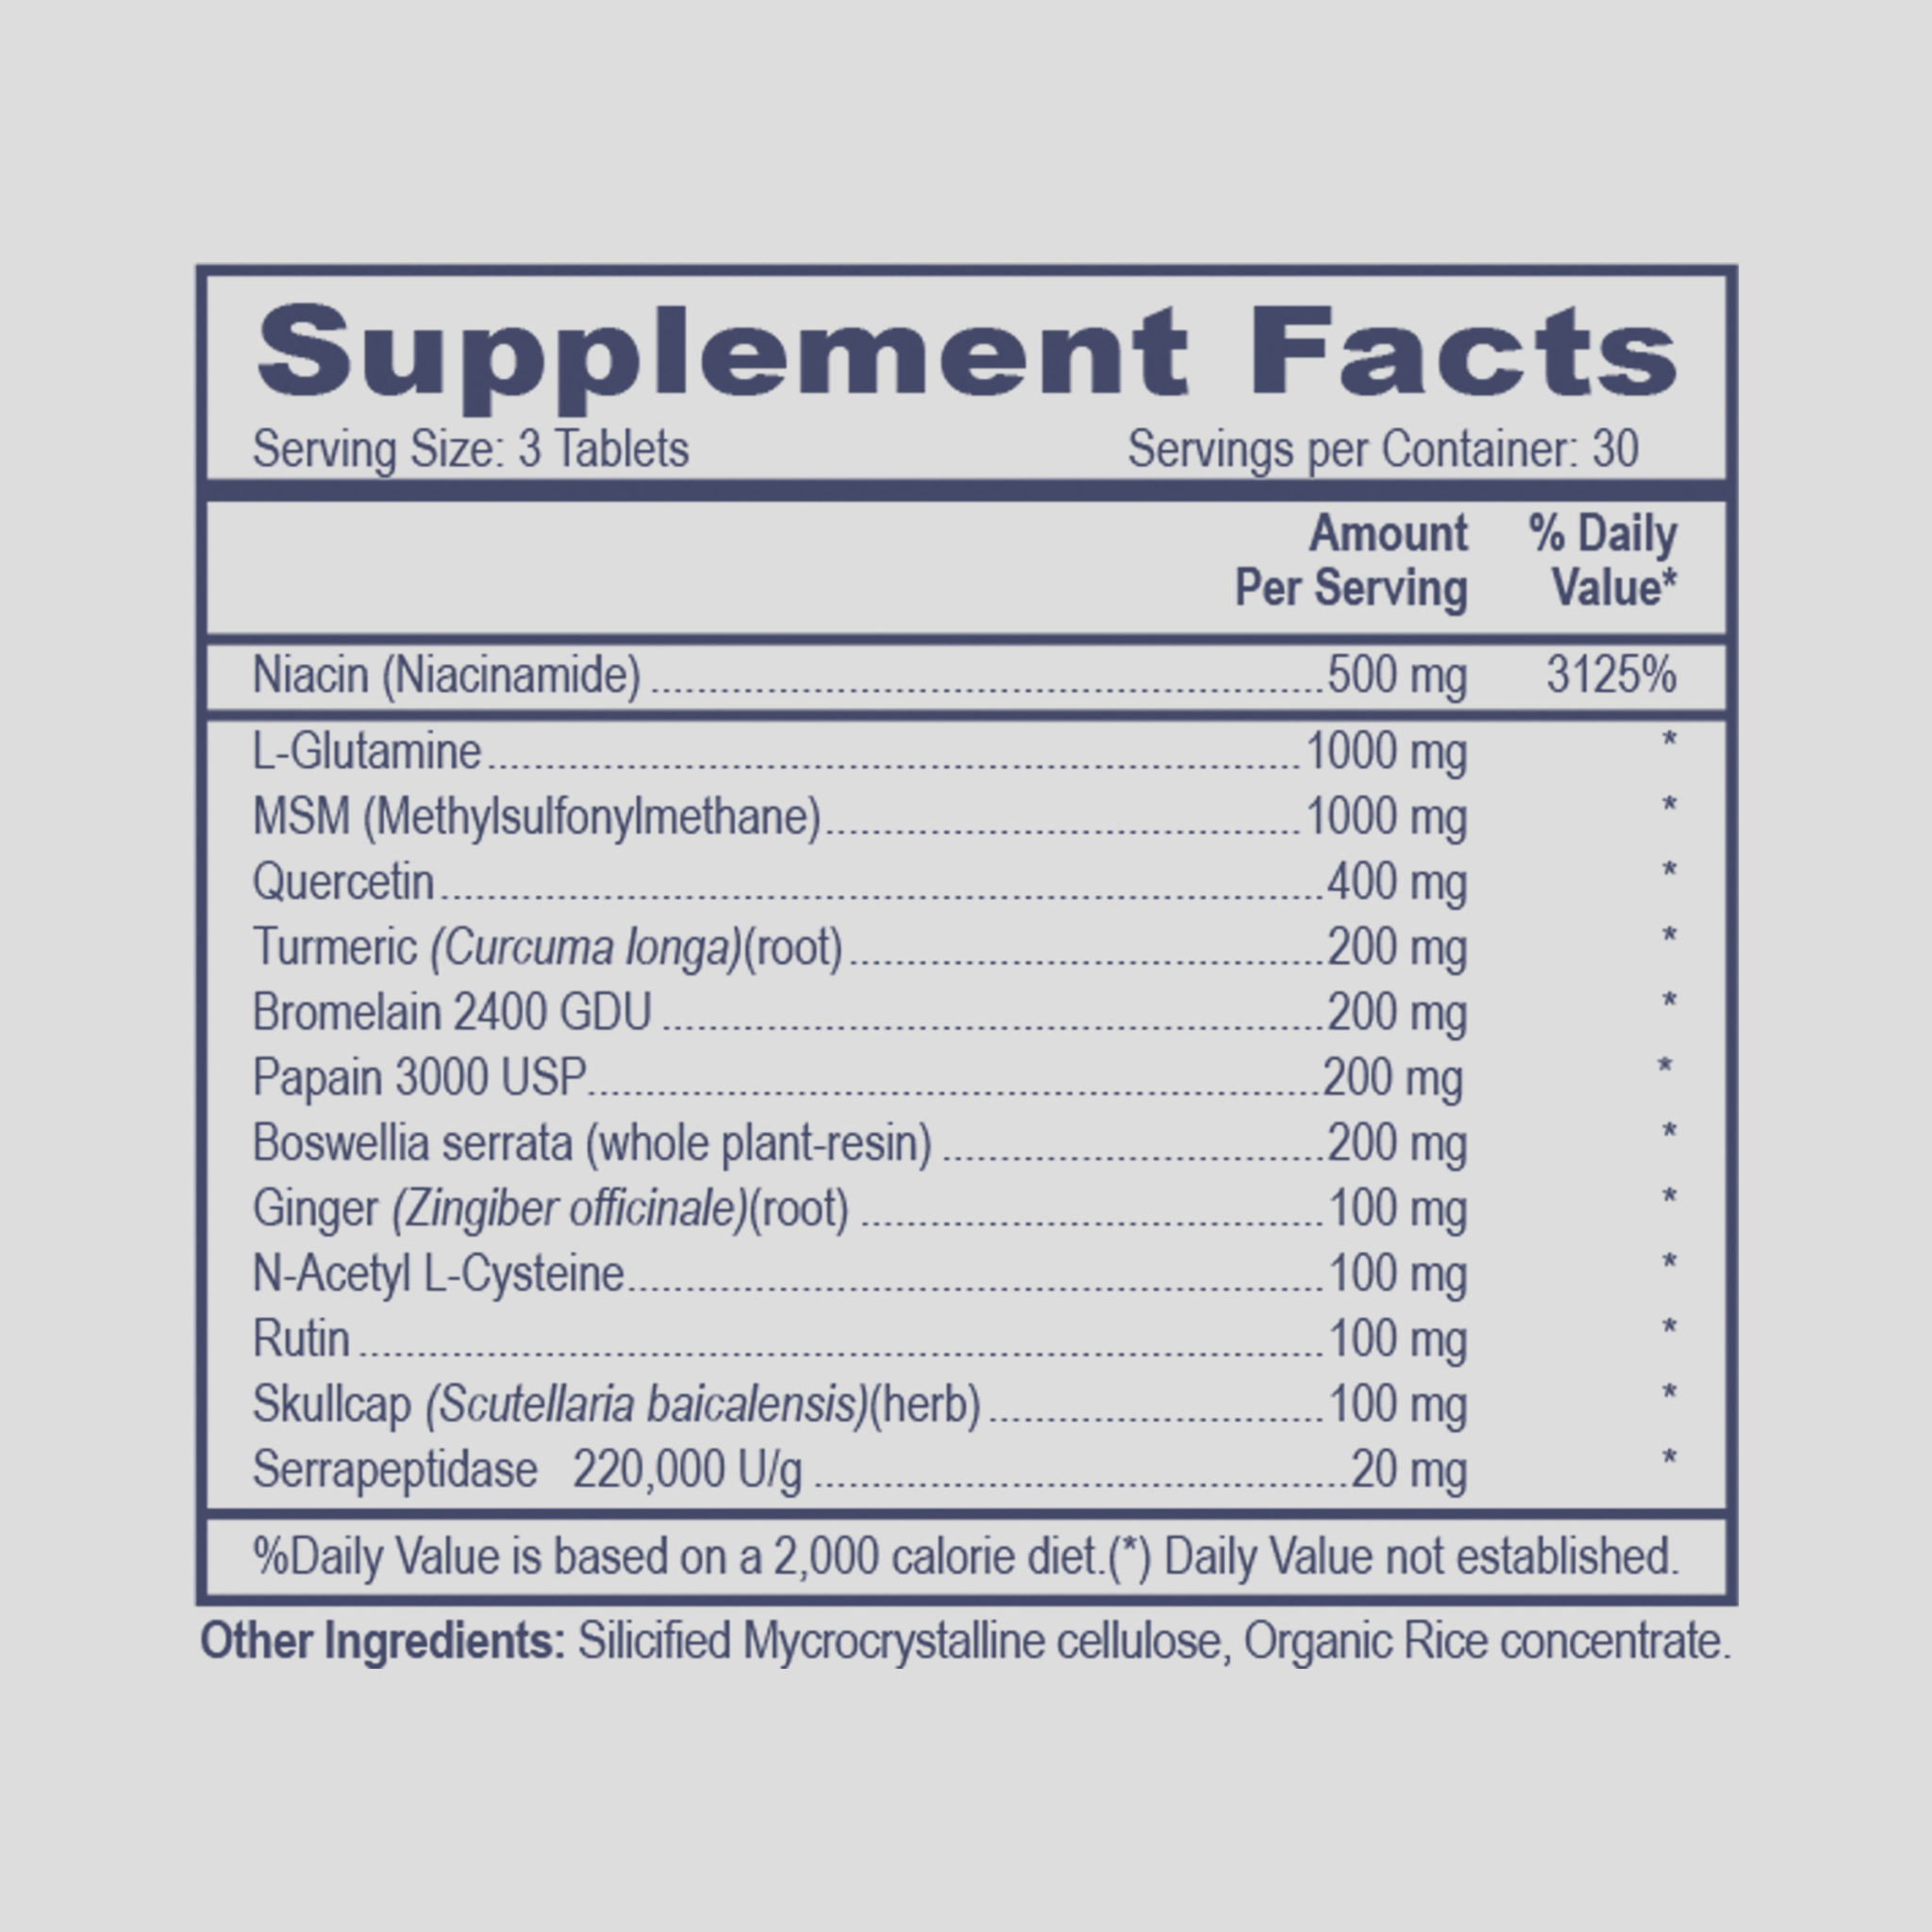 Supplement Facts
Serving Size: 3 Tablets Servings per Container: 30
Amount % Daily
Per Serving Value*
Niacin (Niacinamide) ........ 500 mg 3125%
L-Glutamine ........ 1000 mg *
MSM (Methylsulfonylmethane) ........ 1000 mg *
Quercetin ........ 400 mg *
Turmeric (Curcuma longa)(root) ........ 200 mg *
Bromelain 2400 GDU ........ 200 mg *
Papain 3000 USP ........ 200 mg *
Boswellia serrata (whole plant-resin) ........ 200 mg *
Ginger (Zingiber officinale)(root) ........ 100 mg *
N-Acetyl L-Cysteine ........ 100 mg *
Rutin ........ 100 mg *
Skullcap (Scutellaria baicalensis)(herb) ........ 100 mg *
Serrapeptidase 220,000 U/g ........ 20 mg *
%Daily Value is based on a 2,000 calorie diet.(*) Daily Value not established.
Other Ingredients: Silicified Mycrocrystalline cellulose, Organic Rice concentrate.